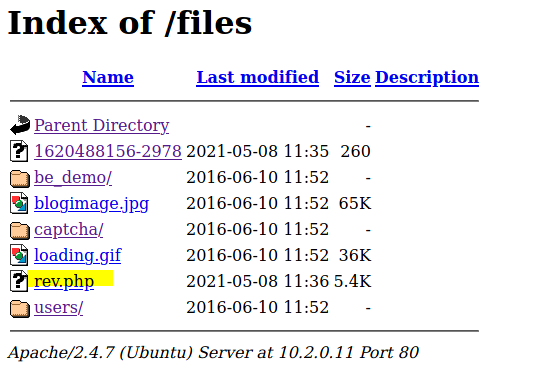 Index of /files
Name Last modified Size Description
Parent Directory -
1620488156-2978 2021-05-08 11:35 260
be_demo/ 2016-06-10 11:52 -
blogimage.jpg 2016-06-10 11:52 65K
captcha/ 2016-06-10 11:52 -
loading.gif 2016-06-10 11:52 36K
rev.php 2021-05-08 11:36 5.4K
users/ 2016-06-10 11:52 -
Apache/2.4.7 (Ubuntu) Server at 10.2.0.11 Port 80